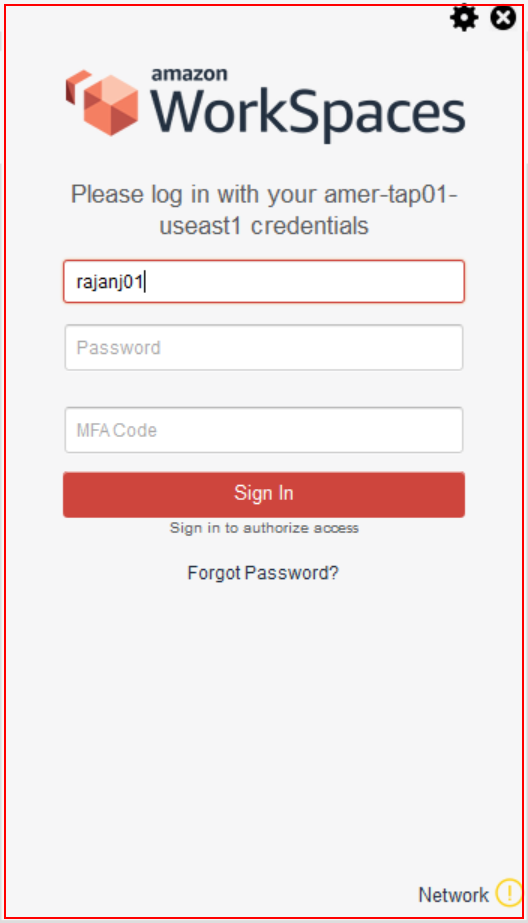 amazon
WorkSpaces
Please log in with your amer-tap01-
useast1 credentials
rajanj01
Password
MFA Code
Sign In
Sign in to authorize access
Forgot Password?
Network